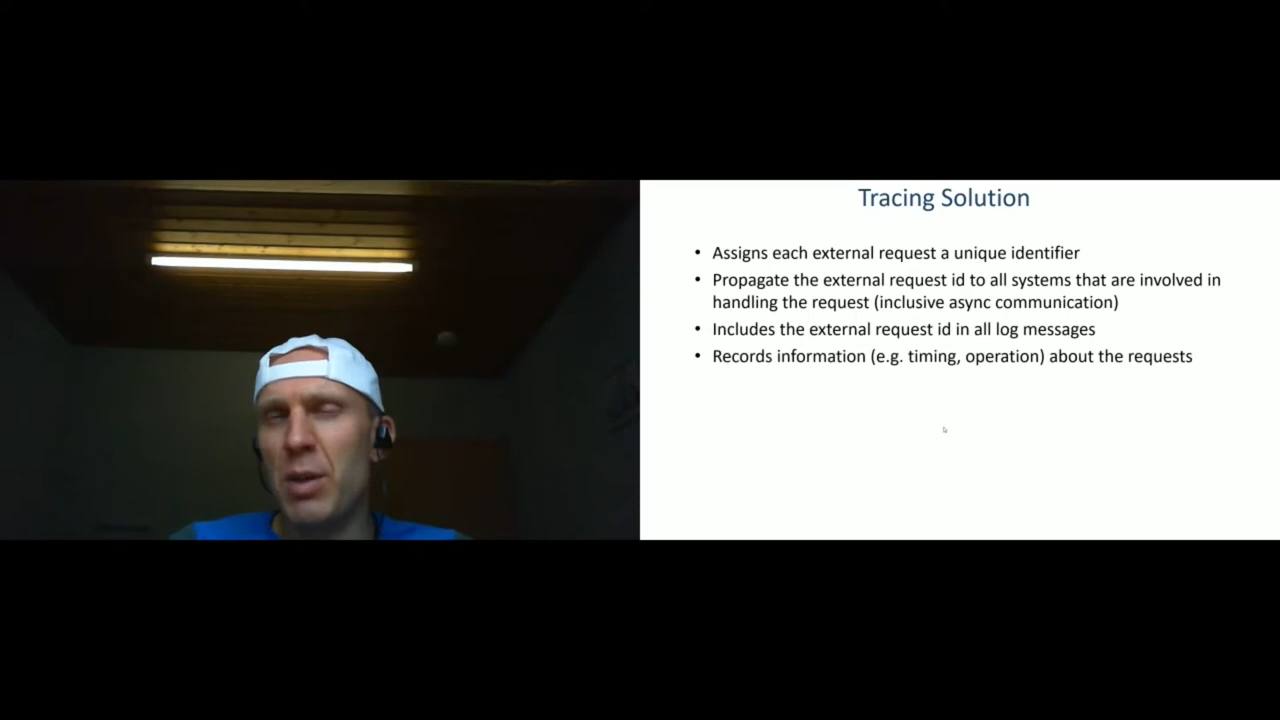 Tracing Solution
• Assigns each external request a unique identifier
• Propagate the external request id to all systems that are involved in
handling the request (inclusive async communication)
• Includes the external request id in all log messages
• Records information (e.g. timing, operation) about the requests